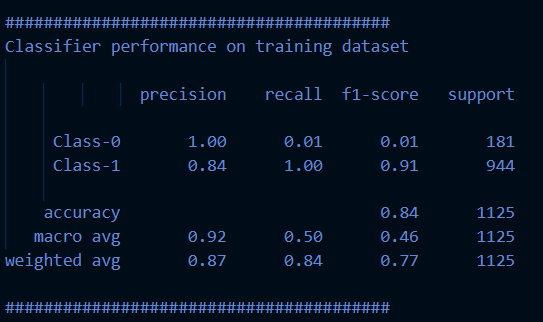 ########################################
Classifier performance on training dataset
precision recall f1-score support
Class-0 1.00 0.01 0.01 181
Class-1 0.84 1.00 0.91 944
accuracy 0.84 1125
macro avg 0.92 0.50 0.46 1125
weighted avg 0.87 0.84 0.77 1125
########################################